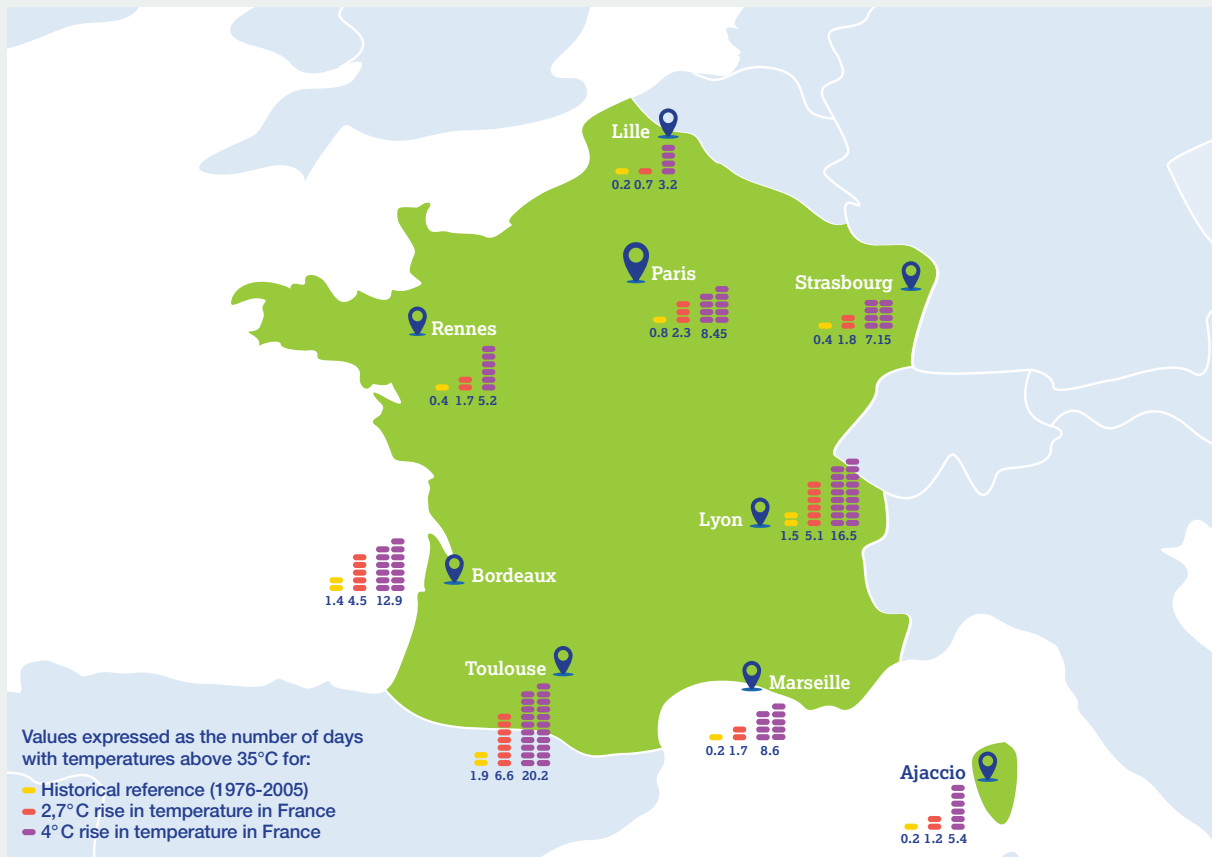 Lille
0.2 0.7 3.2
Paris
0.8 2.3 8.45
Strasbourg
0.4 1.8 7.15
Rennes
0.4 1.7 5.2
Lyon
1.5 5.1 16.5
Bordeaux
1.4 4.5 12.9
Toulouse
1.9 6.6 20.2
Marseille
0.2 1.7 8.6
Ajaccio
0.2 1.2 5.4
Values expressed as the number of days
with temperatures above 35°C for:
Historical reference (1976-2005)
2,7°C rise in temperature in France
4°C rise in temperature in France